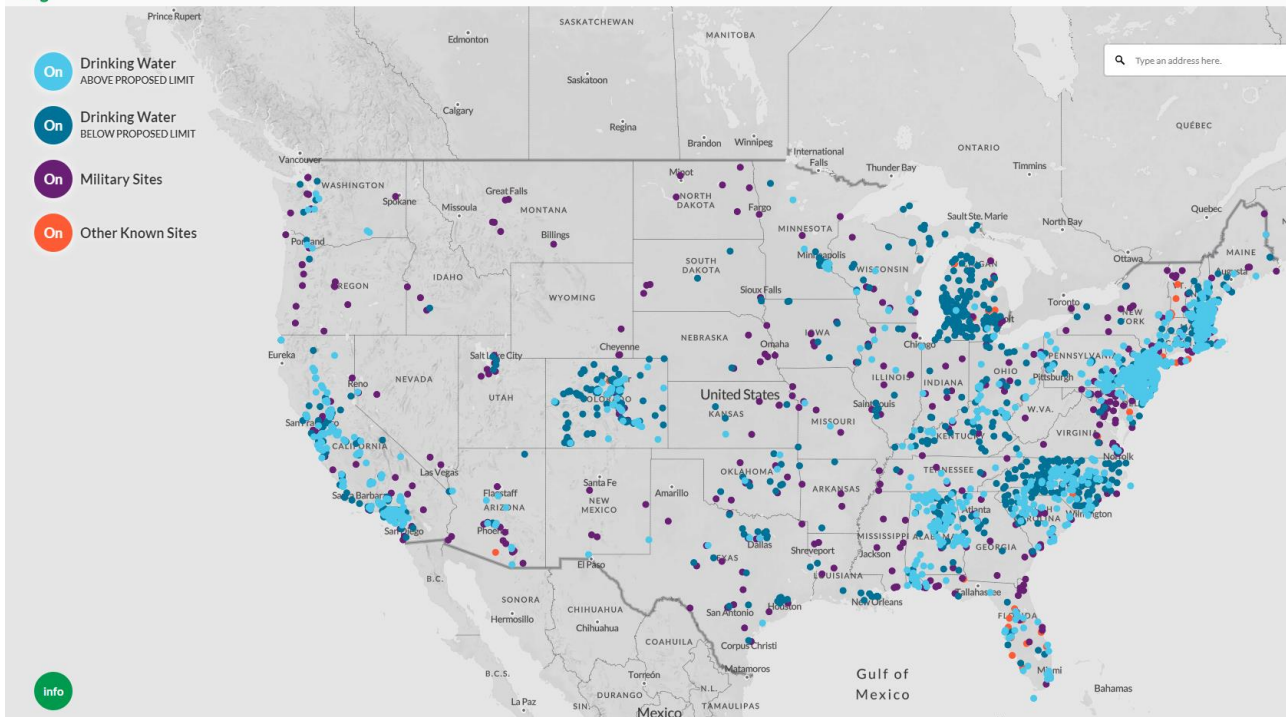 On
Drinking Water
ABOVE PROPOSED LIMIT
On
Drinking Water
BELOW PROPOSED LIMIT
On
Military Sites
On
Other Known Sites
Type an address here.
Prince Rupert
SASKATCHEWAN
Edmonton
MANITOBA
Saskatoon
Calgary
QUÉBEC
Regina
Brandon
Winnipeg
ONTARIO
Vancouver
International
Falls
Thunder Bay
Timmins
WASHINGTON
Spokane
Missoula
Great Falls
MONTANA
Minot
NORTH
DAKOTA
Fargo
Sault Ste. Marie
North Bay
Quebec
Portland
Billings
MINNESOTA
Minneapolis
WISCONSIN
Ottawa
MAINE
Augusta
IDAHO
OREGON
SOUTH
DAKOTA
WYOMING
Sioux Falls
Toronto
NEW
YORK
Eureka
Salt Lake City
Cheyenne
NEBRASKA
Omaha
IOWA
Chicago
PENNSYLVANIA
Pittsburgh
Reno
NEVADA
UTAH
COLORADO
United States
KANSAS
ILLINOIS
INDIANA
OHIO
San Francisco
CALIFORNIA
MISSOURI
Saint Louis
W.VA.
VIRGINIA
KENTUCKY
Norfolk
Las Vegas
Santa Barbara
Flagstaff
ARIZONA
Santa Fe
NEW
MEXICO
Amarillo
OKLAHOMA
ARKANSAS
TENNESSEE
Wilmington
San Diego
Phoenix
Dallas
MISSISSIPPI
ALABAMA
Atlanta
GEORGIA
El Paso
TEXAS
Shreveport
Jackson
LOUISIANA
B.C.
SONORA
Hermosillo
CHIHUAHUA
Chihuahua
San Antonio
Houston
New Orleans
Tallahassee
FLORIDA
COAHUILA
Corpus Christi
B.C.S.
Torreón
Matamoros
Gulf of
Mexico
Miami
Bahamas
info
La Paz
SIN.
DURANGO
N.L.
TAMAULIPAS
Mexico